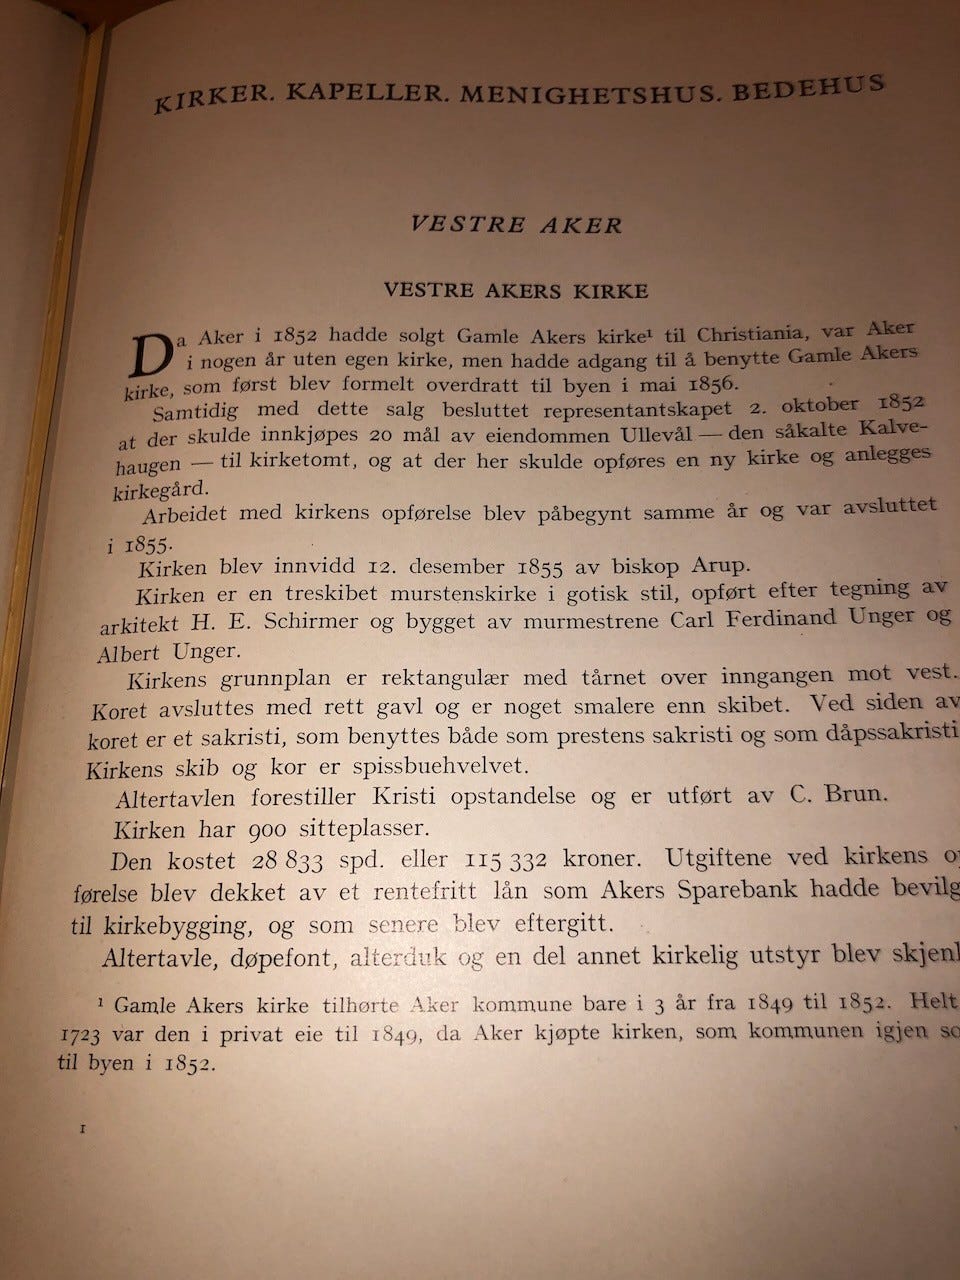 KIRKER. KAPELLER. MENIGHETSHUS. BEDEHUS
VESTRE AKER
VESTRE AKERS KIRKE
Da Aker i 1852 hadde solgt Gamle Akers kirke¹ til Christiania, var Aker
i nogen år uten egen kirke, men hadde adgang til å benytte Gamle Akers
kirke, som først blev formelt overdratt til byen i mai 1856.
Samtidig med dette salg besluttet representantskapet 2. oktober 1852
at der skulde innkjøpes 20 mål av eiendommen Ullevål — den såkalte Kalve-
haugen — til kirketomt, og at der her skulde opføres en ny kirke og anlegges
kirkegård.
Arbeidet med kirkens opførelse blev påbegynt samme år og var avsluttet
i 1855.
Kirken blev innvidd 12. desember 1855 av biskop Arup.
Kirken er en treskibet murstenskirke i gotisk stil, opført efter tegning av
arkitekt H. E. Schirmer og bygget av murmestrene Carl Ferdinand Unger og
Albert Unger.
Kirkens grunnplan er rektangulær med tårnet over inngangen mot vest.
Koret avsluttes med rett gavl og er noget smalere enn skibet. Ved siden av
koret er et sakristi, som benyttes både som prestens sakristi og som dåpssakristi
Kirkens skib og kor er spissbuehvelvet.
Altertavlen forestiller Kristi opstandelse og er utført av C. Brun.
Kirken har 900 sitteplasser.
Den kostet 28 833 spd. eller 115 332 kroner. Utgiftene ved kirkens
førelse blev dekket av et rentefritt lån som Akers Sparebank hadde bevilg
til kirkebygging, og som senere blev eftergitt.
Altertavle, døpefont, alterduk og en del annet kirkelig utstyr blev skjenk
¹ Gamle Akers kirke tilhørte Aker kommune bare i 3 år fra 1849 til 1852. Helt
1723 var den i privat eie til 1849, da Aker kjøpte kirken, som kommunen igjen so
til byen i 1852.
1